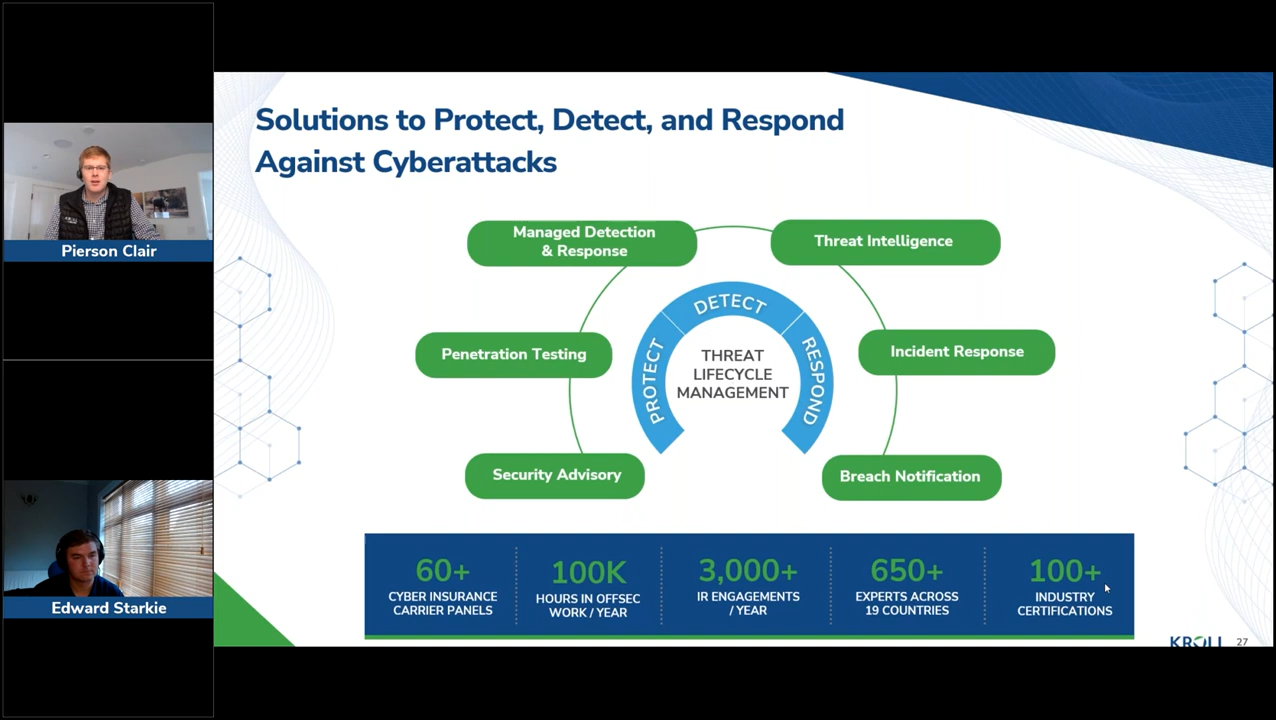 Pierson Clair
Edward Starkie
Solutions to Protect, Detect, and Respond
Against Cyberattacks
Managed Detection
& Response
Threat Intelligence
Penetration Testing
Incident Response
Security Advisory
Breach Notification
PROTECT
DETECT
RESPOND
THREAT
LIFECYCLE
MANAGEMENT
60+
CYBER INSURANCE
CARRIER PANELS
100K
HOURS IN OFFSEC
WORK / YEAR
3,000+
IR ENGAGEMENTS
/ YEAR
650+
EXPERTS ACROSS
19 COUNTRIES
100+
INDUSTRY
CERTIFICATIONS
KROLL
27